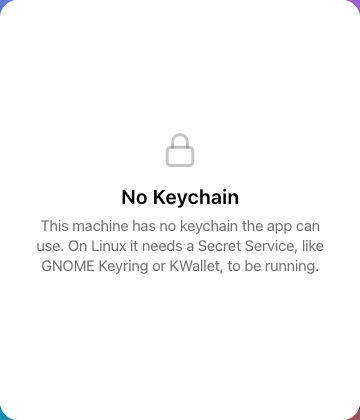 No Keychain
This machine has no keychain the app can
use. On Linux it needs a Secret Service, like
GNOME Keyring or KWallet, to be running.